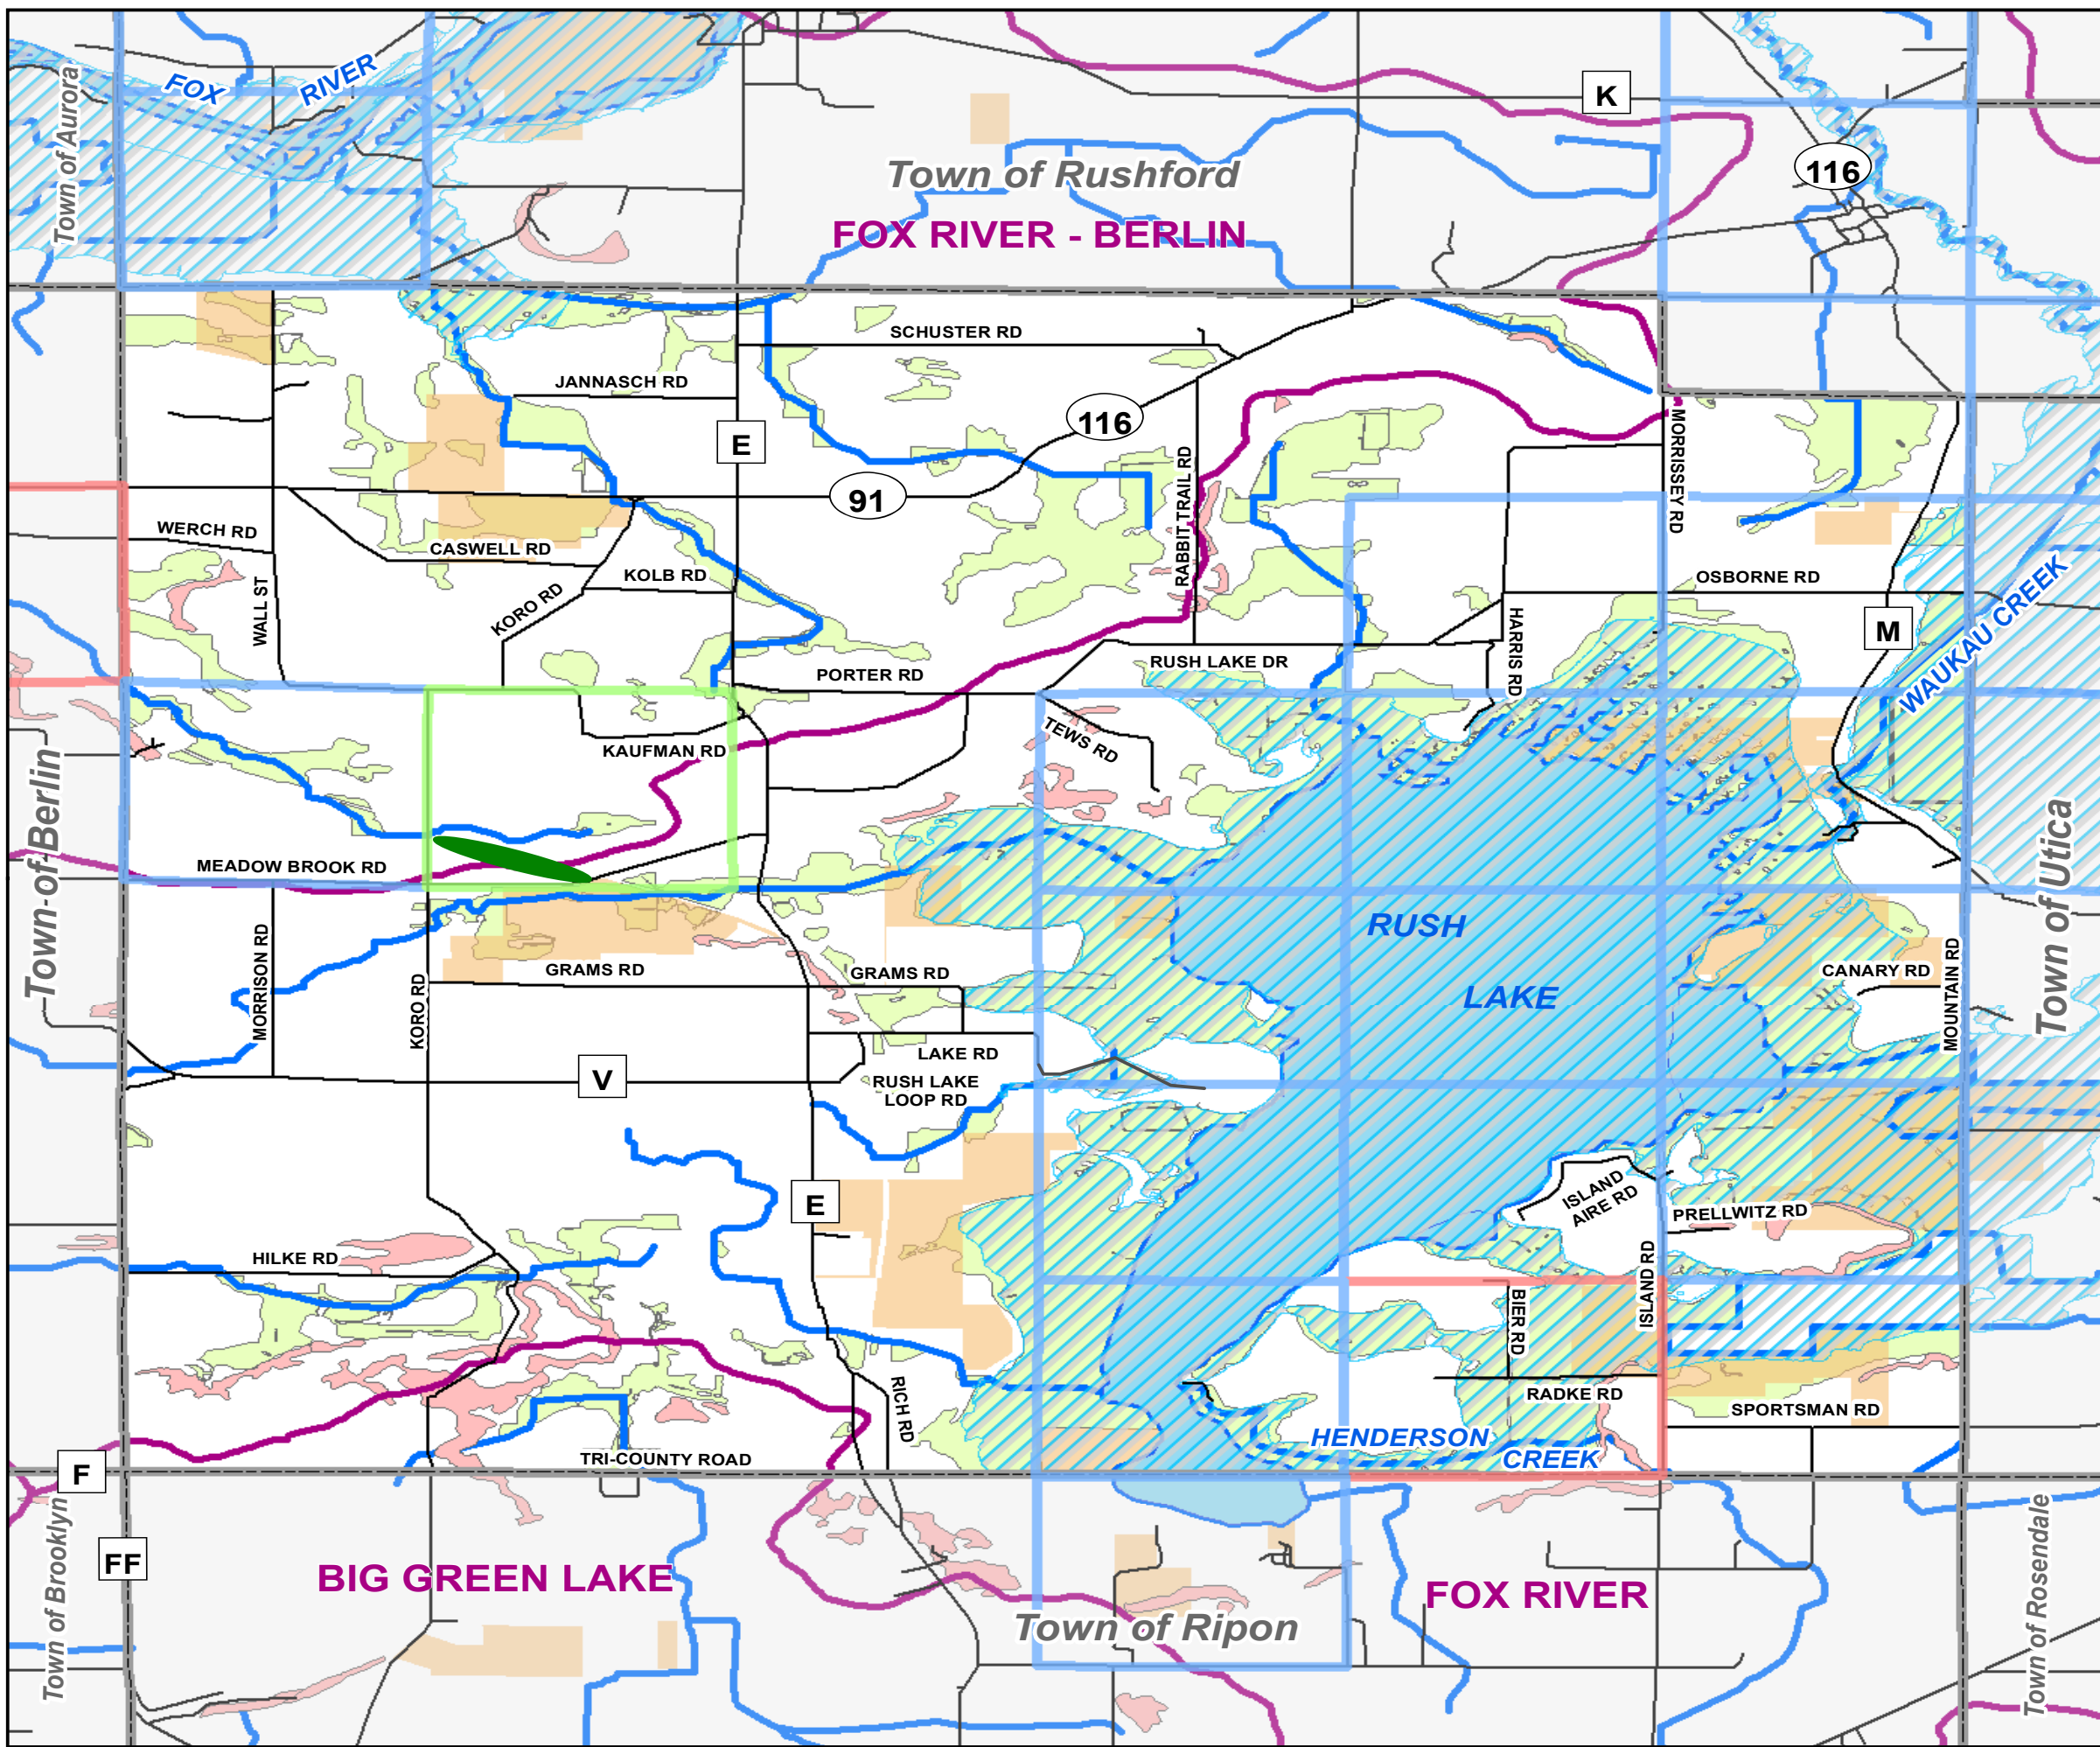 FOX RIVER
Town of Aurora
K
116
Town of Rushford
FOX RIVER - BERLIN
SCHUSTER RD
JANNASCH RD
116
E
91
RABBIT TRAIL RD
MORRISSEY RD
WERCH RD
CASWELL RD
KOLB RD
OSBORNE RD
WALL ST
KORO RD
HARRIS RD
M
WAUKAU CREEK
PORTER RD
RUSH LAKE DR
TEWS RD
KAUFMAN RD
Town of Berlin
MEADOW BROOK RD
Town of Utica
RUSH
LAKE
MORRISON RD
KORO RD
GRAMS RD
GRAMS RD
CANARY RD
MOUNTAIN RD
LAKE RD
V
RUSH LAKE
LOOP RD
E
ISLAND
AIRE RD
PRELLWITZ RD
HILKE RD
ISLAND RD
BIER RD
RICH RD
RADKE RD
SPORTSMAN RD
HENDERSON
CREEK
TRI-COUNTY ROAD
F
Town of Brooklyn
FF
BIG GREEN LAKE
FOX RIVER
Town of Ripon
Town of Rosendale